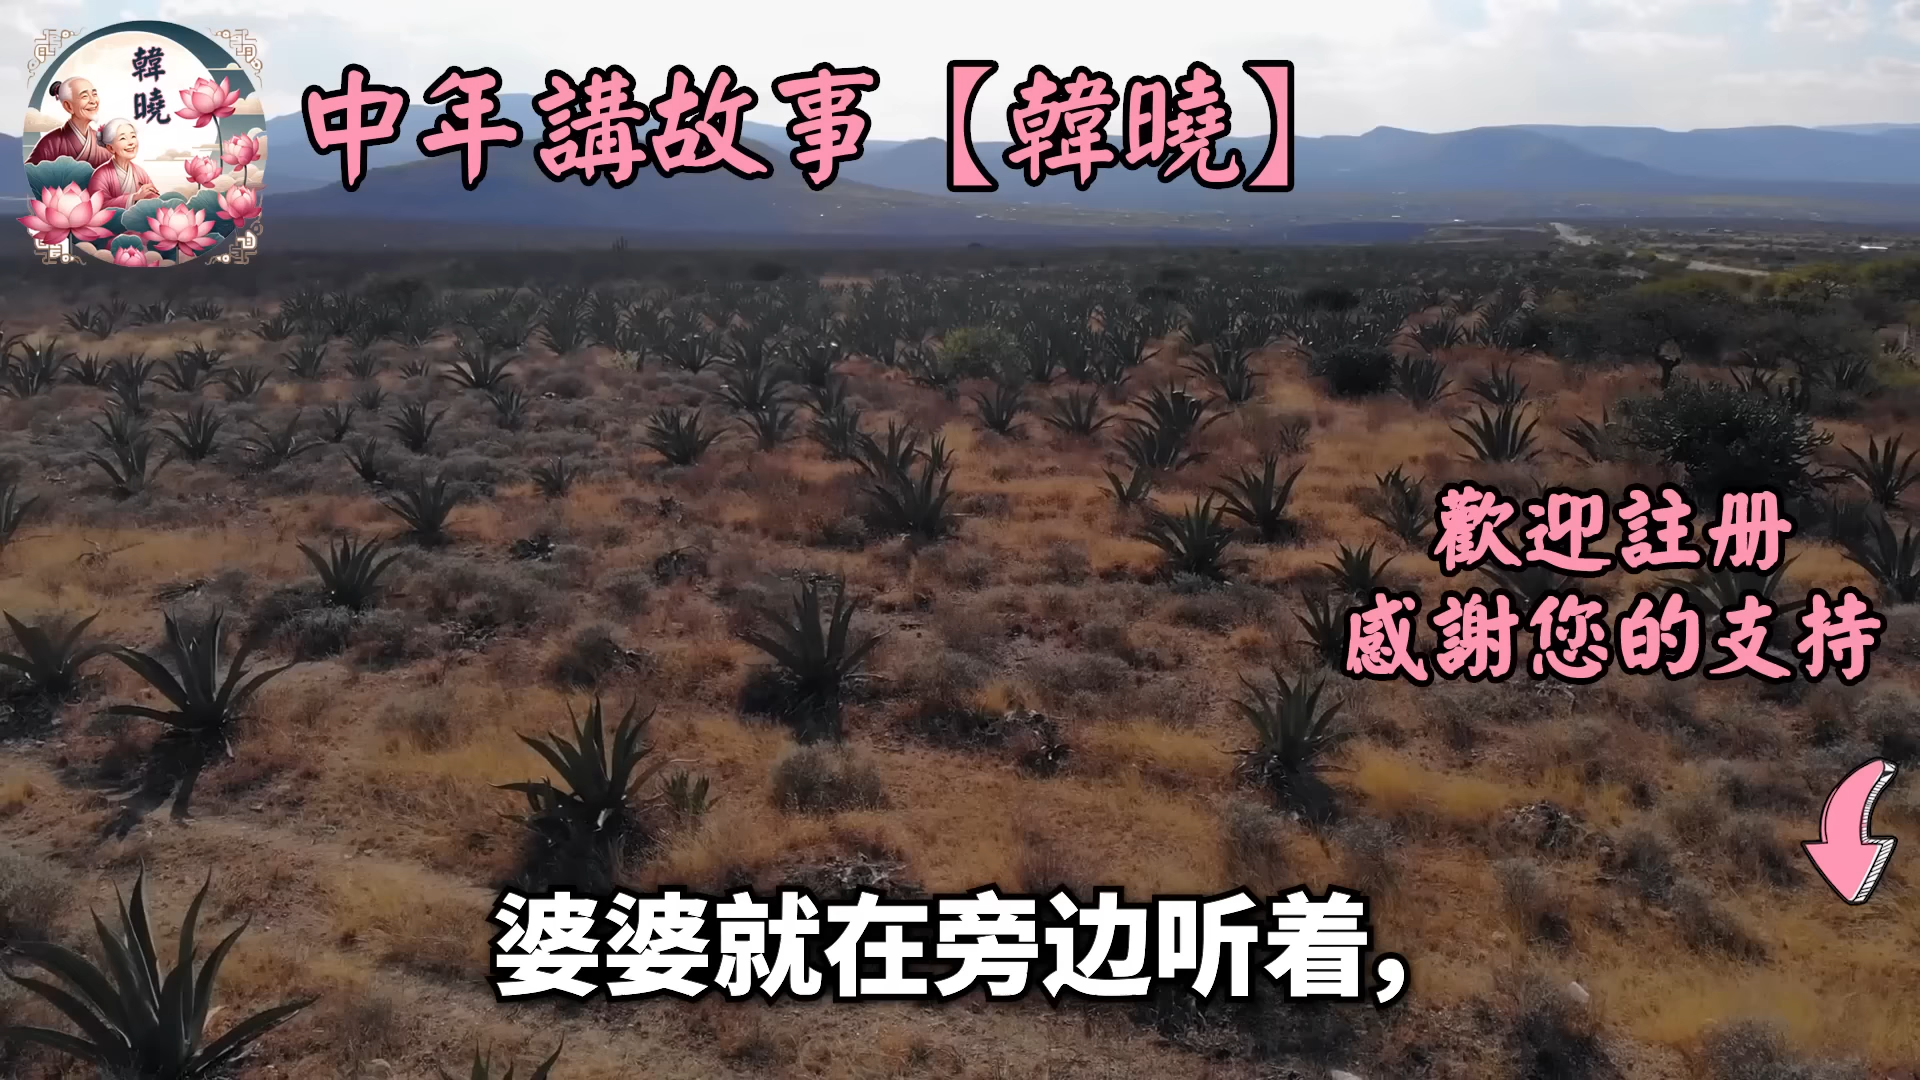 韓
曉
中年講故事【韓曉】
歡迎註册
感謝您的支持
婆婆就在旁边听着,